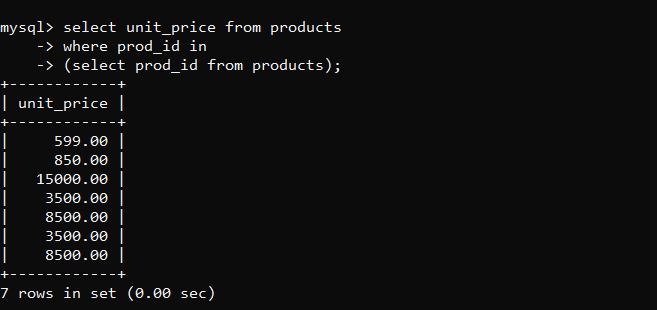 mysql> select unit_price from products
    -> where prod_id in
    -> (select prod_id from products);
+------------+
| unit_price |
+------------+
|     599.00 |
|     850.00 |
|   15000.00 |
|    3500.00 |
|    8500.00 |
|    3500.00 |
|    8500.00 |
+------------+
7 rows in set (0.00 sec)